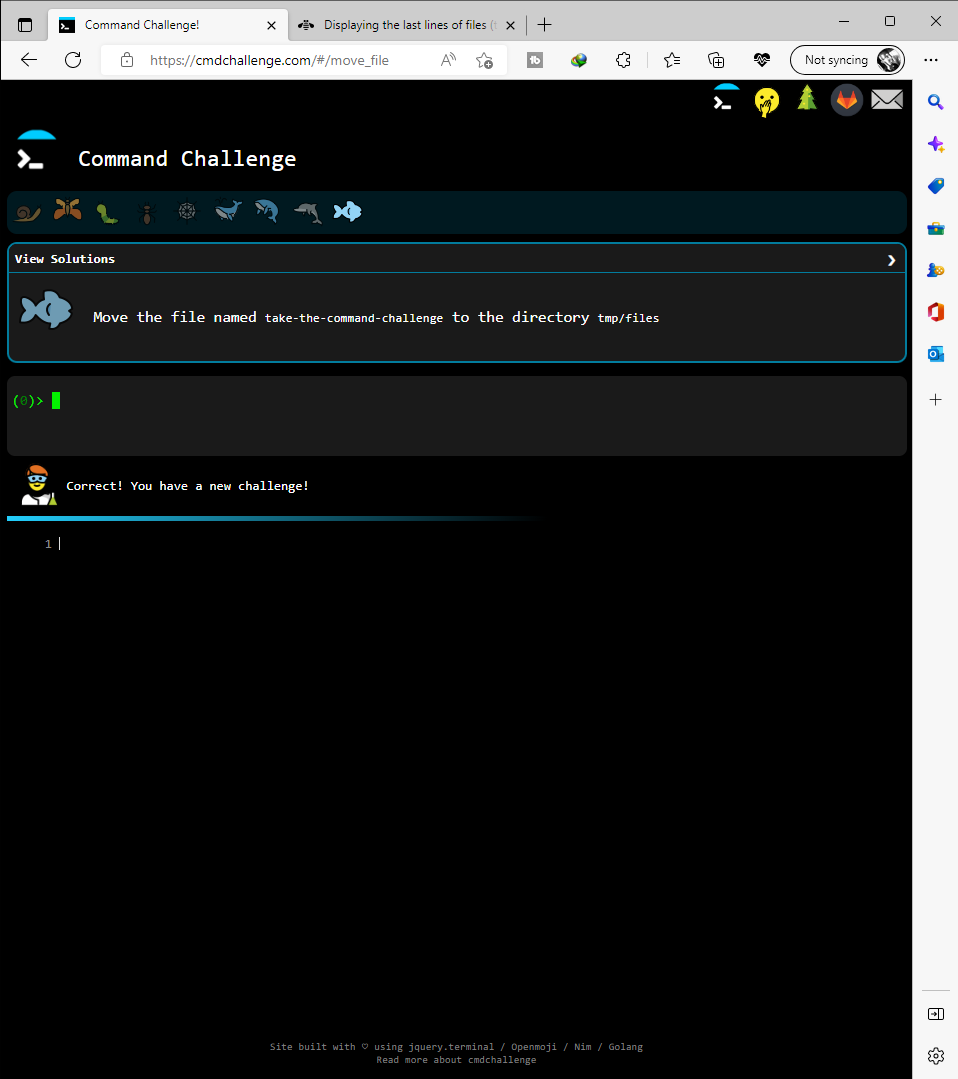 Command Challenge!
Displaying the last lines of files (t
https://cmdchallenge.com/#/move_file
Not syncing
Command Challenge
View Solutions
Move the file named take-the-command-challenge to the directory tmp/files
(0)>
Correct! You have a new challenge!
1
Site built with ♡ using jquery.terminal / Openmoji / Nim / Golang
Read more about cmdchallenge